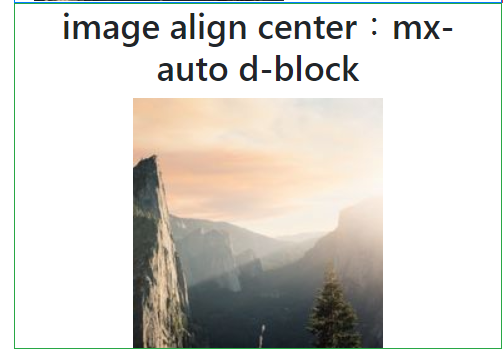 image align center：mx-
auto d-block